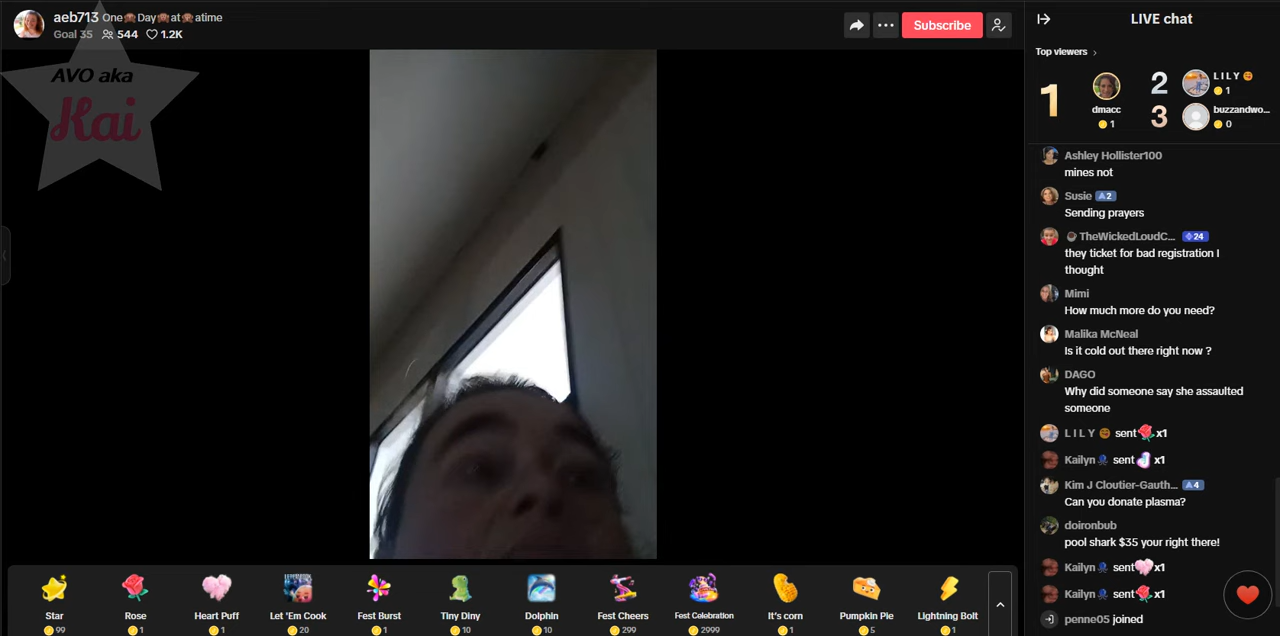 aeb713 One Day at atime
Goal 35 544 1.2K
Subscribe
AVO aka
Kai
LIVE chat
Top viewers
1
dmacc
1
2
L I L Y
1
3
buzzandwo...
0
Ashley Hollister100
mines not
Susie 2
Sending prayers
TheWickedLoudC... 24
they ticket for bad registration I
thought
Mimi
How much more do you need?
Malika McNeal
Is it cold out there right now ?
DAGO
Why did someone say she assaulted
someone
L I L Y sent x1
Kailyn sent x1
Kim J Cloutier-Gauth... 4
Can you donate plasma?
doironbub
pool shark $35 your right there!
Kailyn sent x1
Kailyn sent x1
penne05 joined
Star
99
Rose
1
Heart Puff
1
Let 'Em Cook
20
Fest Burst
1
Tiny Diny
10
Dolphin
10
Fest Cheers
299
Fest Celebration
2999
It's corn
1
Pumpkin Pie
5
Lightning Bolt
1